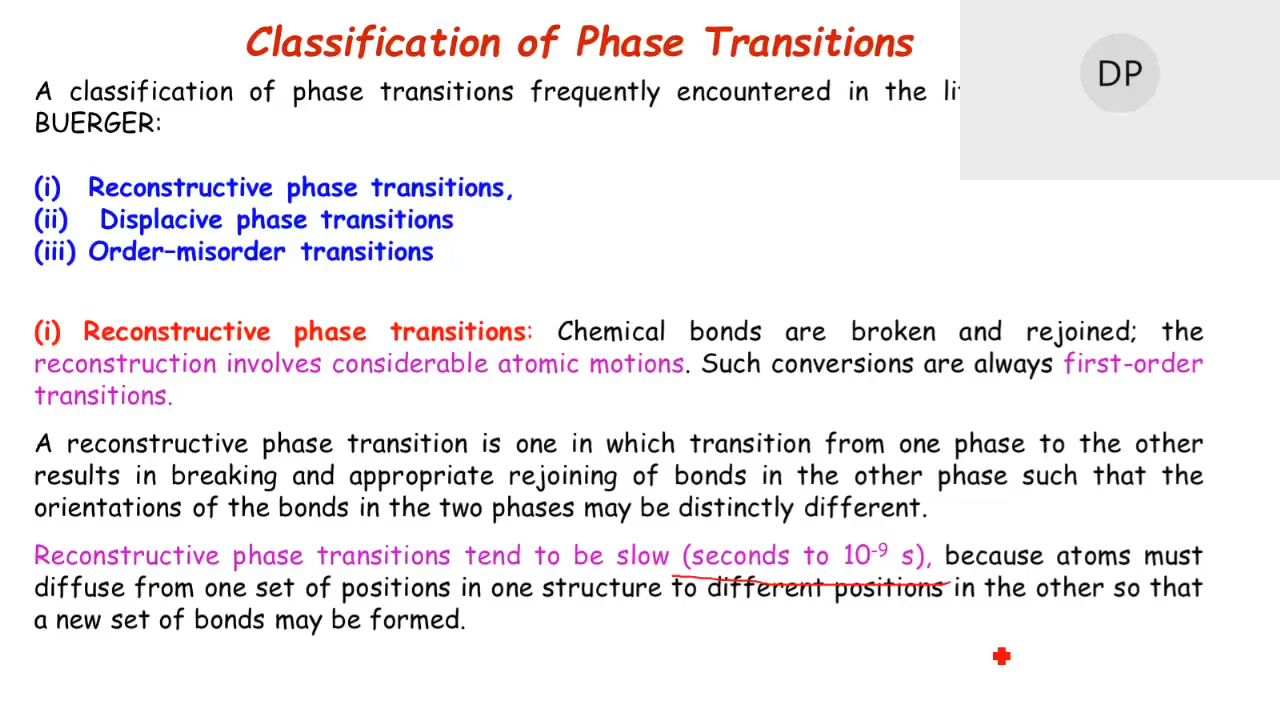 Classification of Phase Transitions
DP
A classification of phase transitions frequently encountered in the
BUERGER:
(i) Reconstructive phase transitions,
(ii) Displacive phase transitions
(iii) Order–misorder transitions
(i) Reconstructive phase transitions: Chemical bonds are broken and rejoined; the
reconstruction involves considerable atomic motions. Such conversions are always first-order
transitions.
A reconstructive phase transition is one in which transition from one phase to the other
results in breaking and appropriate rejoining of bonds in the other phase such that the
orientations of the bonds in the two phases may be distinctly different.
Reconstructive phase transitions tend to be slow (seconds to 10⁻⁹ s), because atoms must
diffuse from one set of positions in one structure to different positions in the other so that
a new set of bonds may be formed.